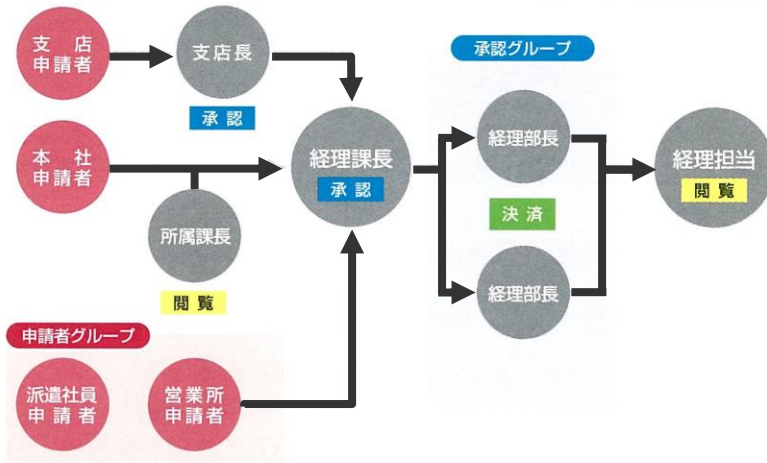 支店
申請者
支店長
承認
承認グループ
本社
申請者
経理課長
承認
経理部長
経理担当
閲覧
所属課長
閲覧
決済
経理部長
申請者グループ
派遣社員
申請者
営業所
申請者